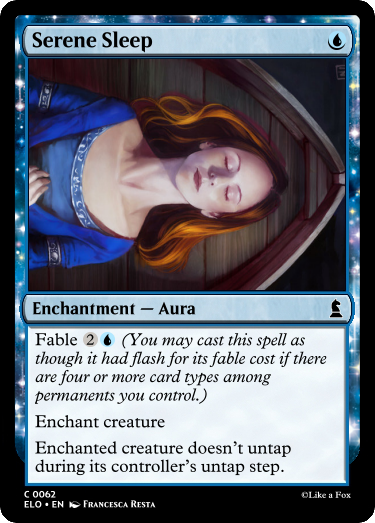 Serene Sleep
Enchantment — Aura
Fable 2 (You may cast this spell as
though it had flash for its fable cost if there
are four or more card types among
permanents you control.)
Enchant creature
Enchanted creature doesn't untap
during its controller's untap step.
C 0062
ELO • EN Francesca Resta
©Like a Fox